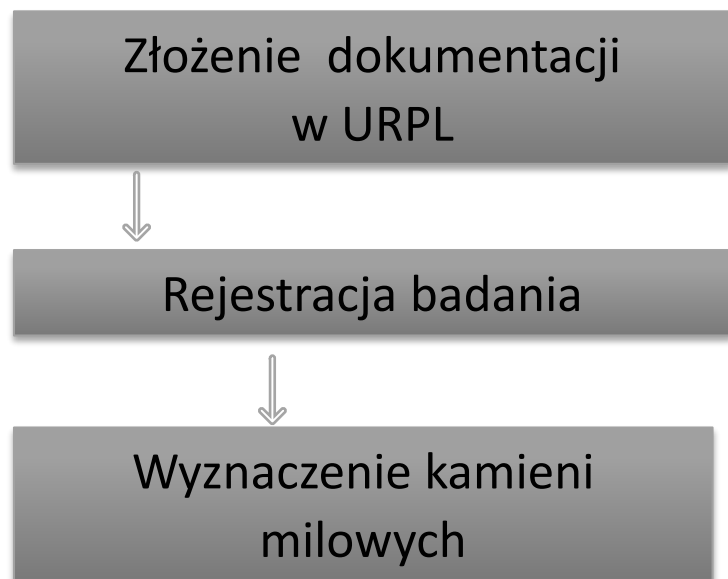 Złożenie dokumentacji
w URPL
Rejestracja badania
Wyznaczenie kamieni
milowych